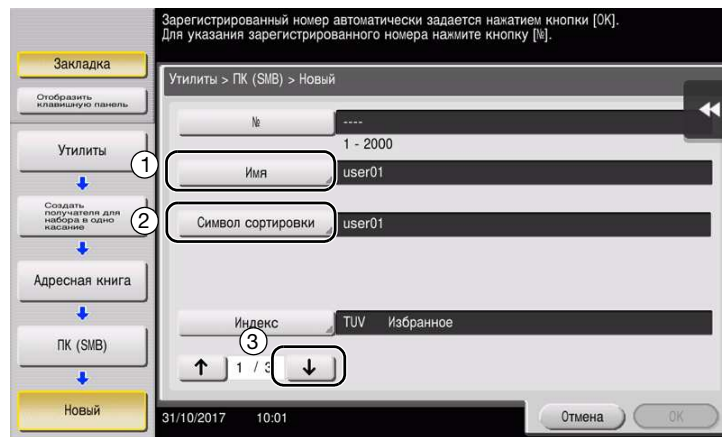 Зарегистрированный номер автоматически задается нажатием кнопки [OK].
Для указания зарегистрированного номера нажмите кнопку [№].
Закладка
Отобразить
клавишную панель
Утилиты
Создать
получателя для
набора в одно
касание
Адресная книга
ПК (SMB)
Новый
Утилиты > ПК (SMB) > Новый
№
----
1 - 2000
1
Имя
user01
2
Символ сортировки
user01
Индекс
TUV Избранное
3
↑ 1 / 3 ↓
31/10/2017 10:01
Отмена
OK